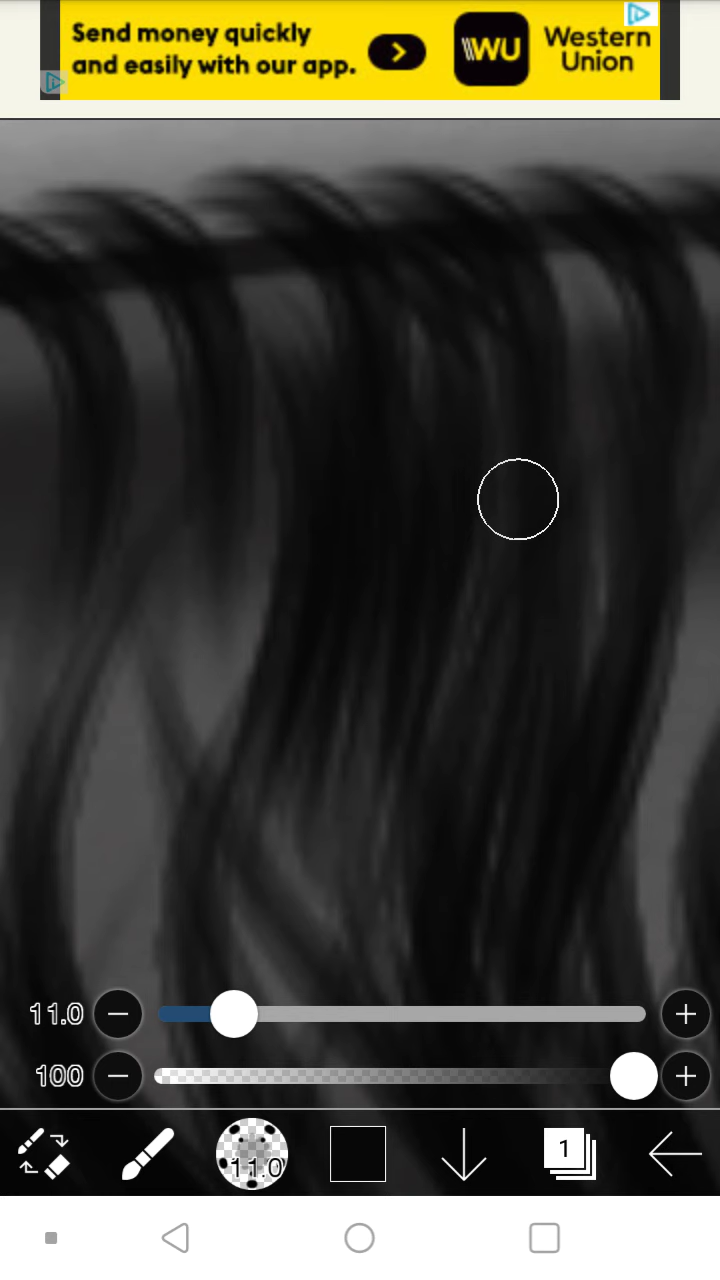 Send money quickly
and easily with our app.
WU
Western
Union
11.0
100
11.0
1